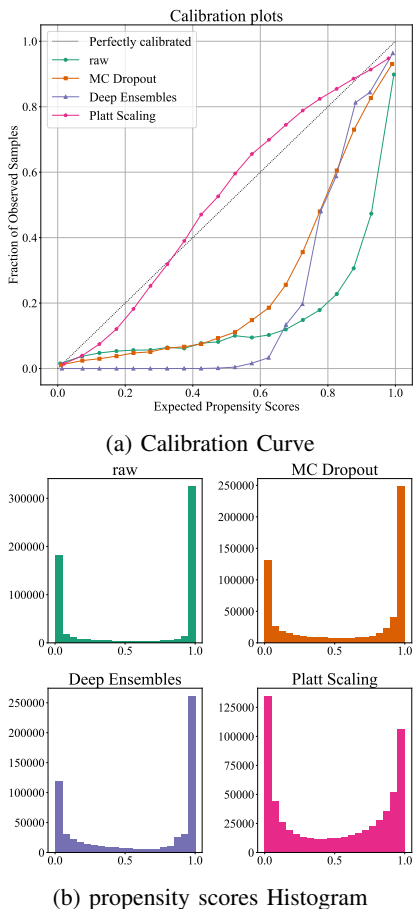 Calibration plots
Perfectly calibrated
raw
MC Dropout
Deep Ensembles
Platt Scaling
Fraction of Observed Samples
1.0
0.8
0.6
0.4
0.2
0.0
0.0 0.2 0.4 0.6 0.8 1.0
Expected Propensity Scores
(a) Calibration Curve
raw
300000
200000
100000
0
0.0 0.5 1.0
MC Dropout
250000
200000
150000
100000
50000
0
0.0 0.5 1.0
Deep Ensembles
250000
200000
150000
100000
50000
0
0.0 0.5 1.0
Platt Scaling
125000
100000
75000
50000
25000
0
0.0 0.5 1.0
(b) propensity scores Histogram